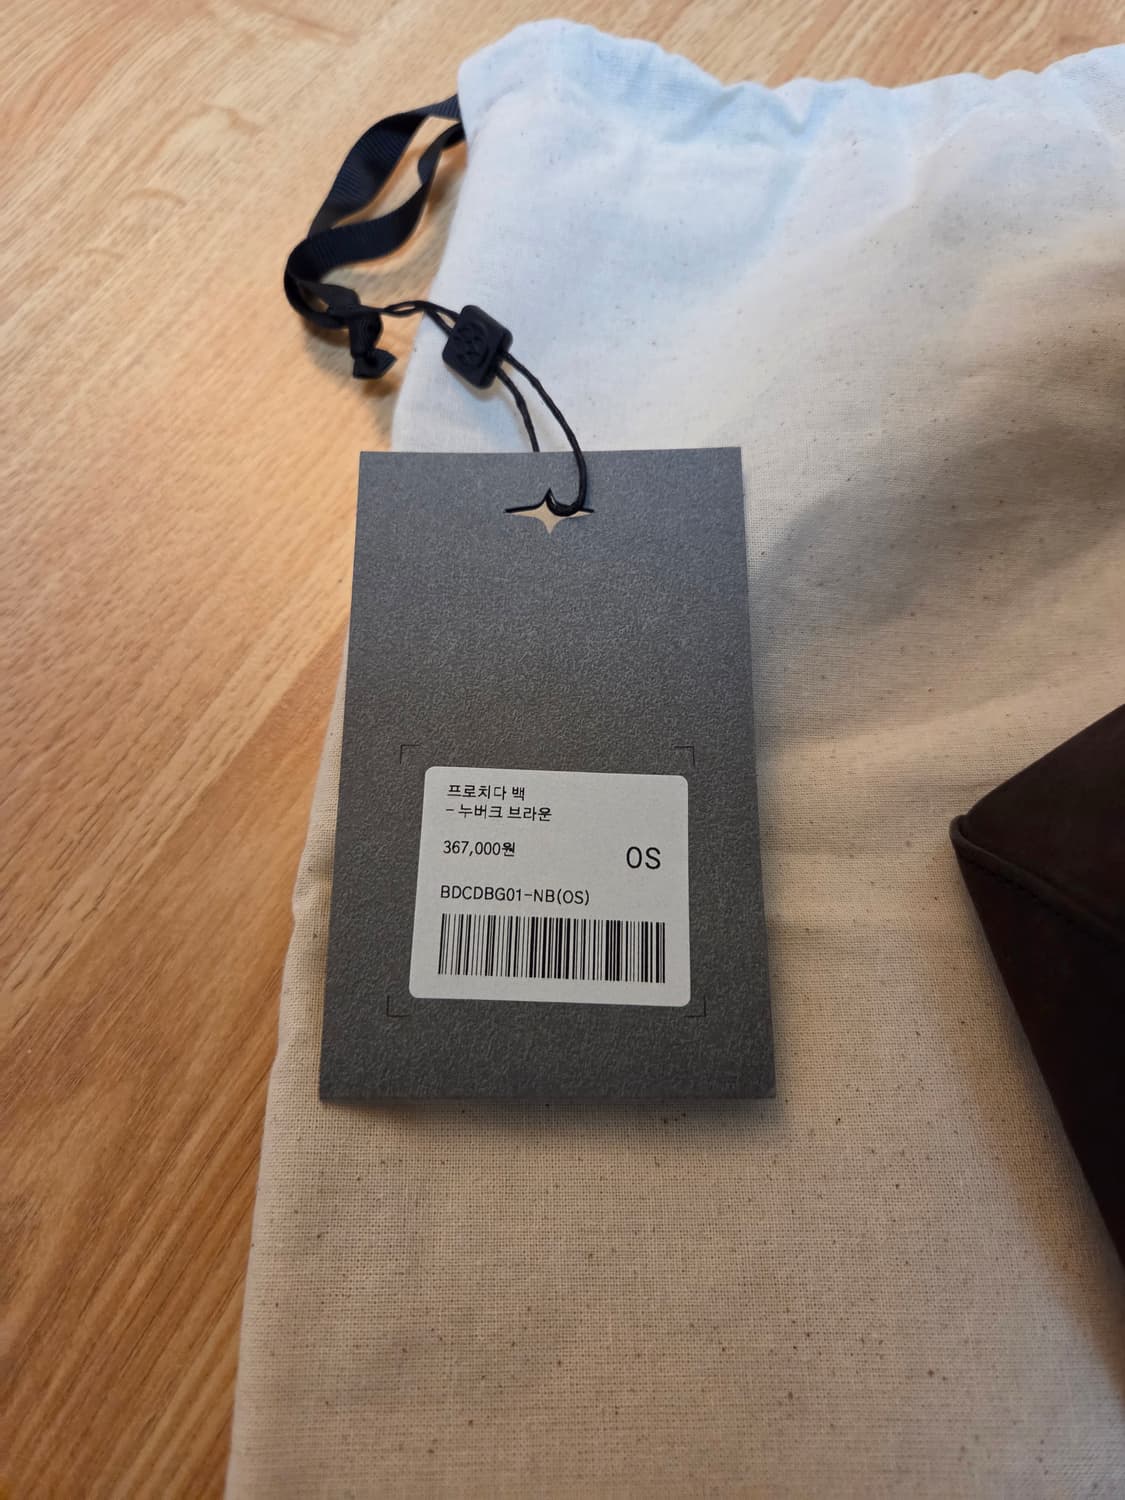 프로치다 백
- 누버크 브라운
367,000원
OS
BDCDBG01-NB(OS)